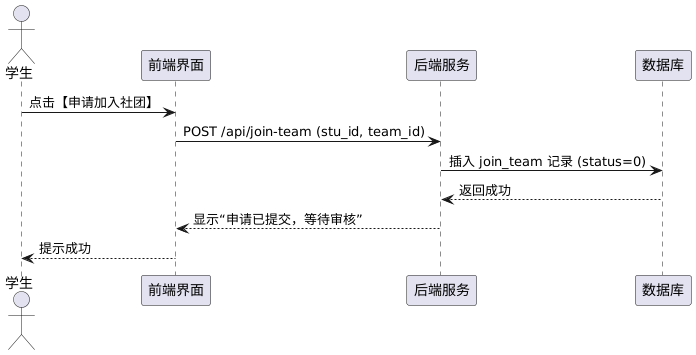 学生
前端界面
后端服务
数据库
点击【申请加入社团】
POST /api/join-team (stu_id, team_id)
插入 join_team 记录 (status=0)
返回成功
显示“申请已提交，等待审核”
提示成功
学生
前端界面
后端服务
数据库